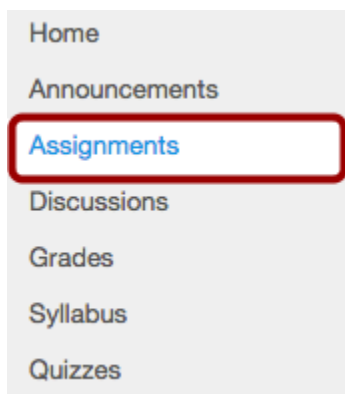 Home
Announcements
Assignments
Discussions
Grades
Syllabus
Quizzes